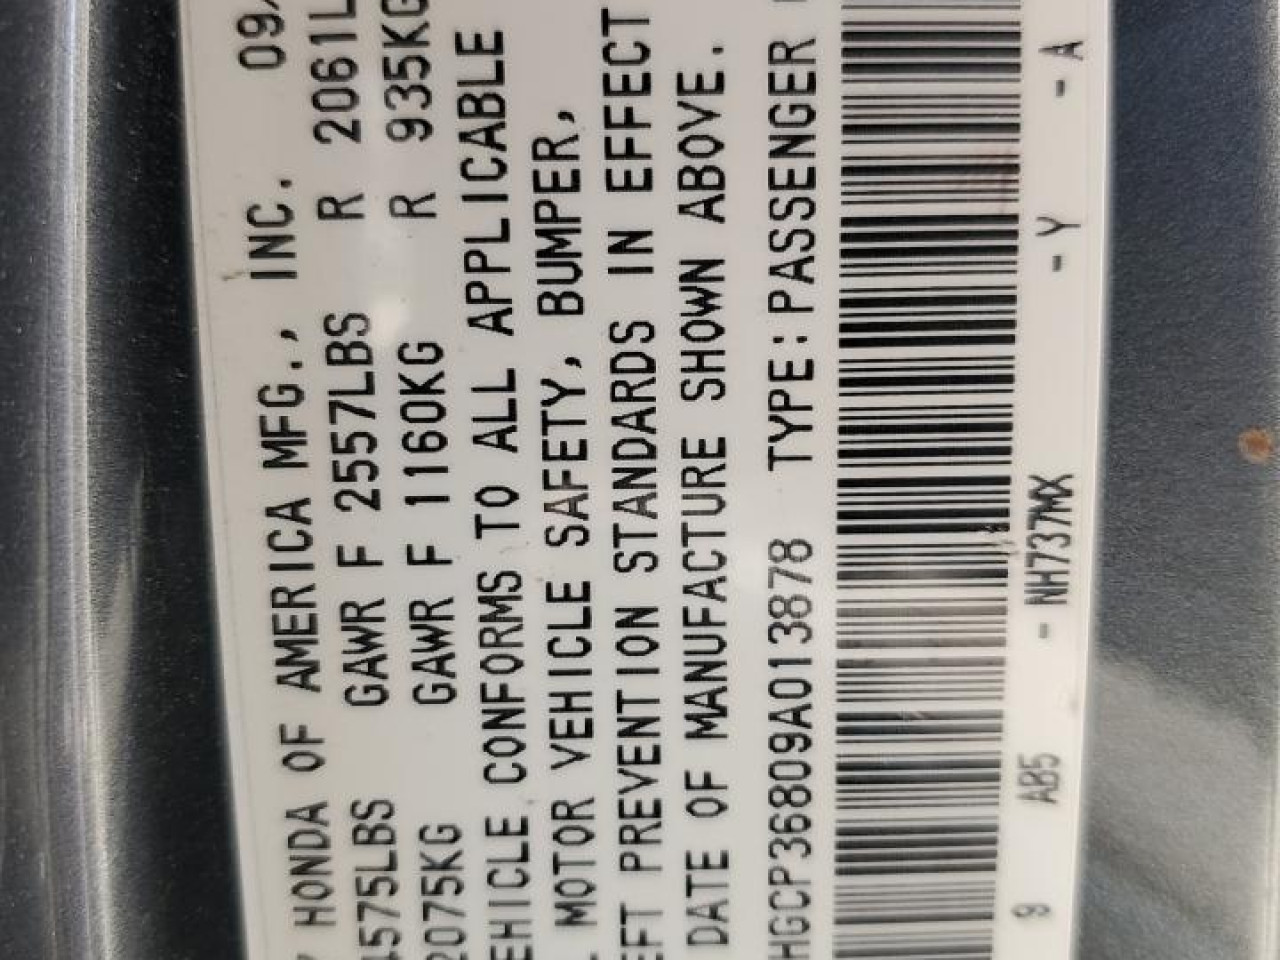 HONDA OF AMERICA MFG., INC. 09/
4575LBS GAWR F 2557LBS R 2061L
2075KG GAWR F 1160KG R 935KG
EHICLE CONFORMS TO ALL APPLICABLE
MOTOR VEHICLE SAFETY, BUMPER,
EFT PREVENTION STANDARDS IN EFFECT
DATE OF MANUFACTURE SHOWN ABOVE.
HGCP36809A013878 TYPE:PASSENGER
9 AB5 - NH737MX - Y - A